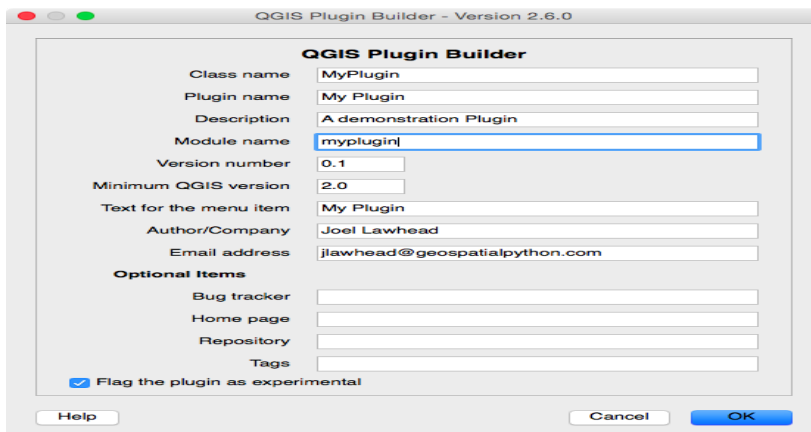 QGIS Plugin Builder - Version 2.6.0
QGIS Plugin Builder
Class name MyPlugin
Plugin name My Plugin
Description A demonstration Plugin
Module name myplugin
Version number 0.1
Minimum QGIS version 2.0
Text for the menu item My Plugin
Author/Company Joel Lawhead
Email address jlawhead@geospatialpython.com
Optional Items
Bug tracker
Home page
Repository
Tags
Flag the plugin as experimental
Help Cancel OK